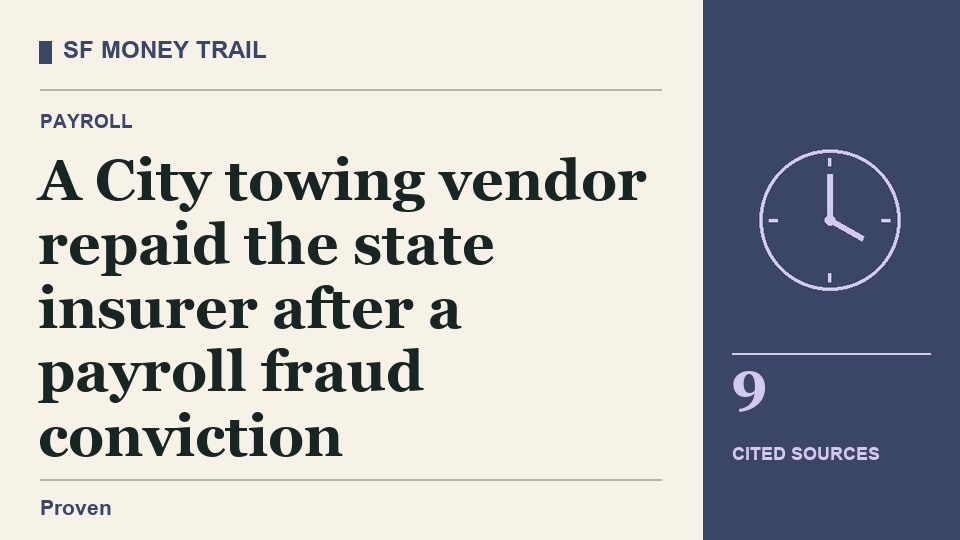 SF MONEY TRAIL
PAYROLL
A City towing vendor
repaid the state
insurer after a
payroll fraud
conviction
Proven
9
CITED SOURCES